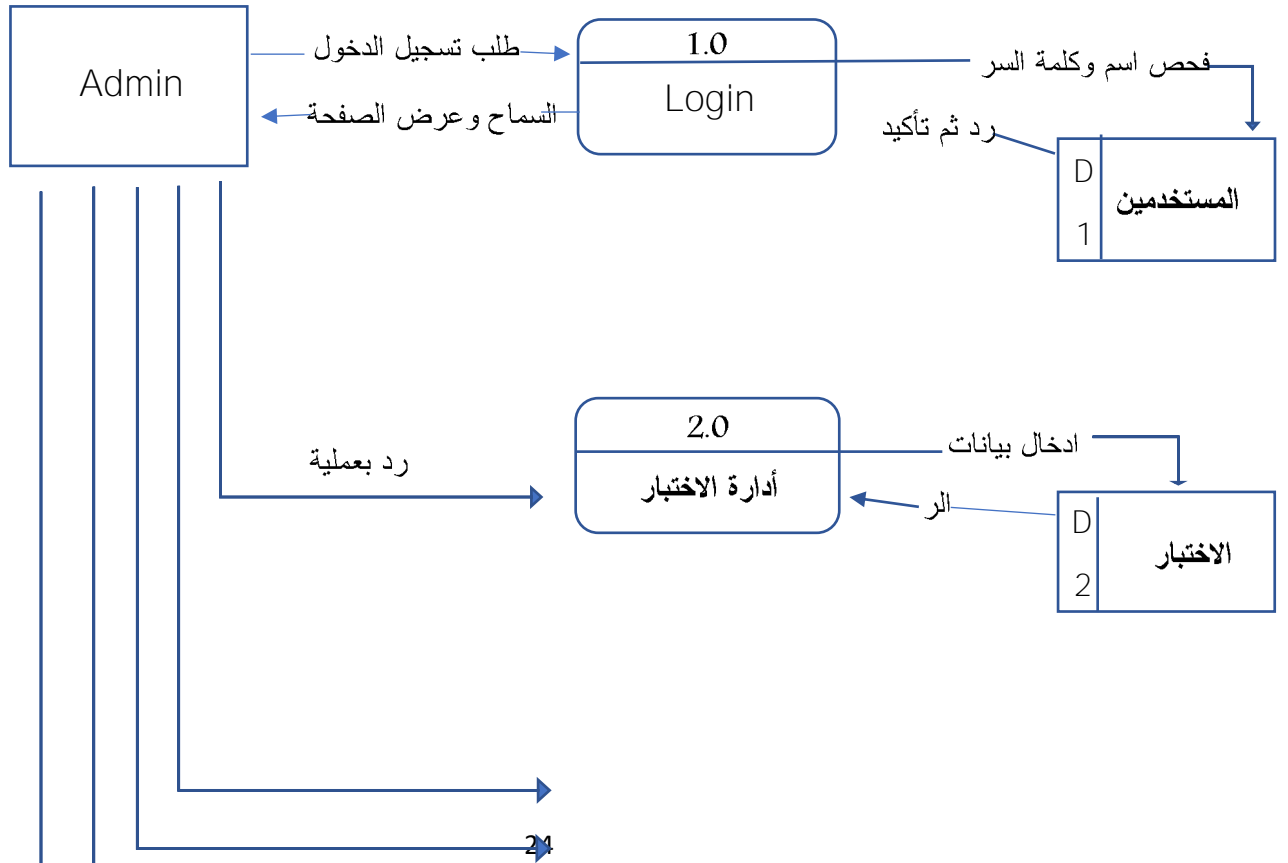 Admin
طلب تسجيل الدخول
السماح وعرض الصفحة
1.0
Login
فحص اسم وكلمة السر
رد ثم تأكيد
D
1
المستخدمين
رد بعملية
2.0
أدارة الاختبار
ادخال بيانات
الر
D
2
الاختبار
24